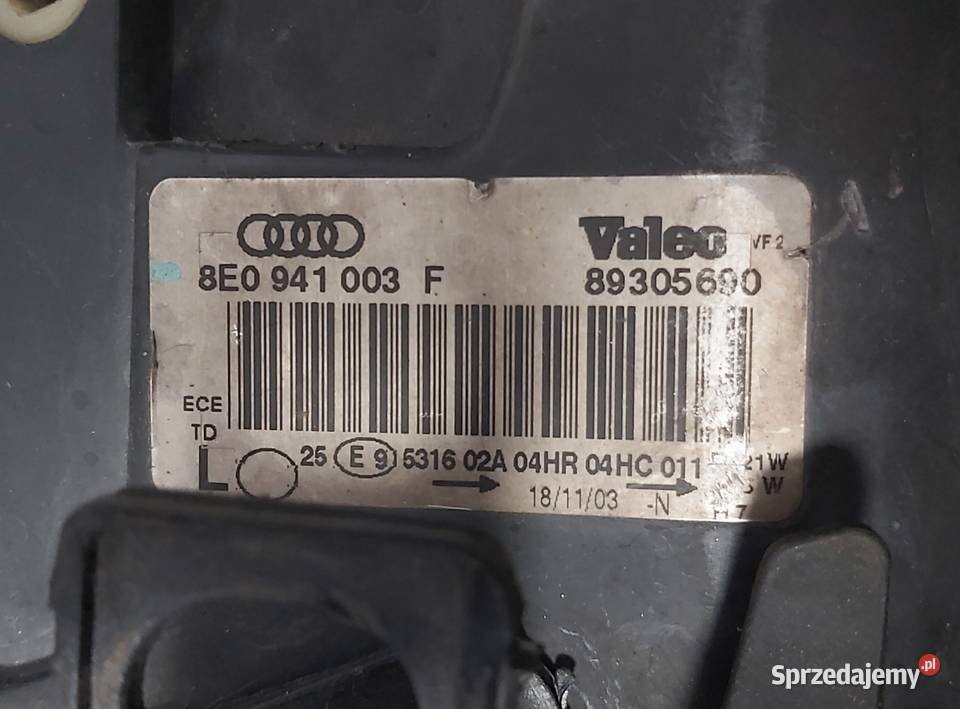 Valeo VF 2
8E0 941 003 F 89305690
ECE
TD
L 25 E 9 5316 02A 04HR 04HC 011 21W
18/11/03 -N W
H7
Sprzedajemy.pl